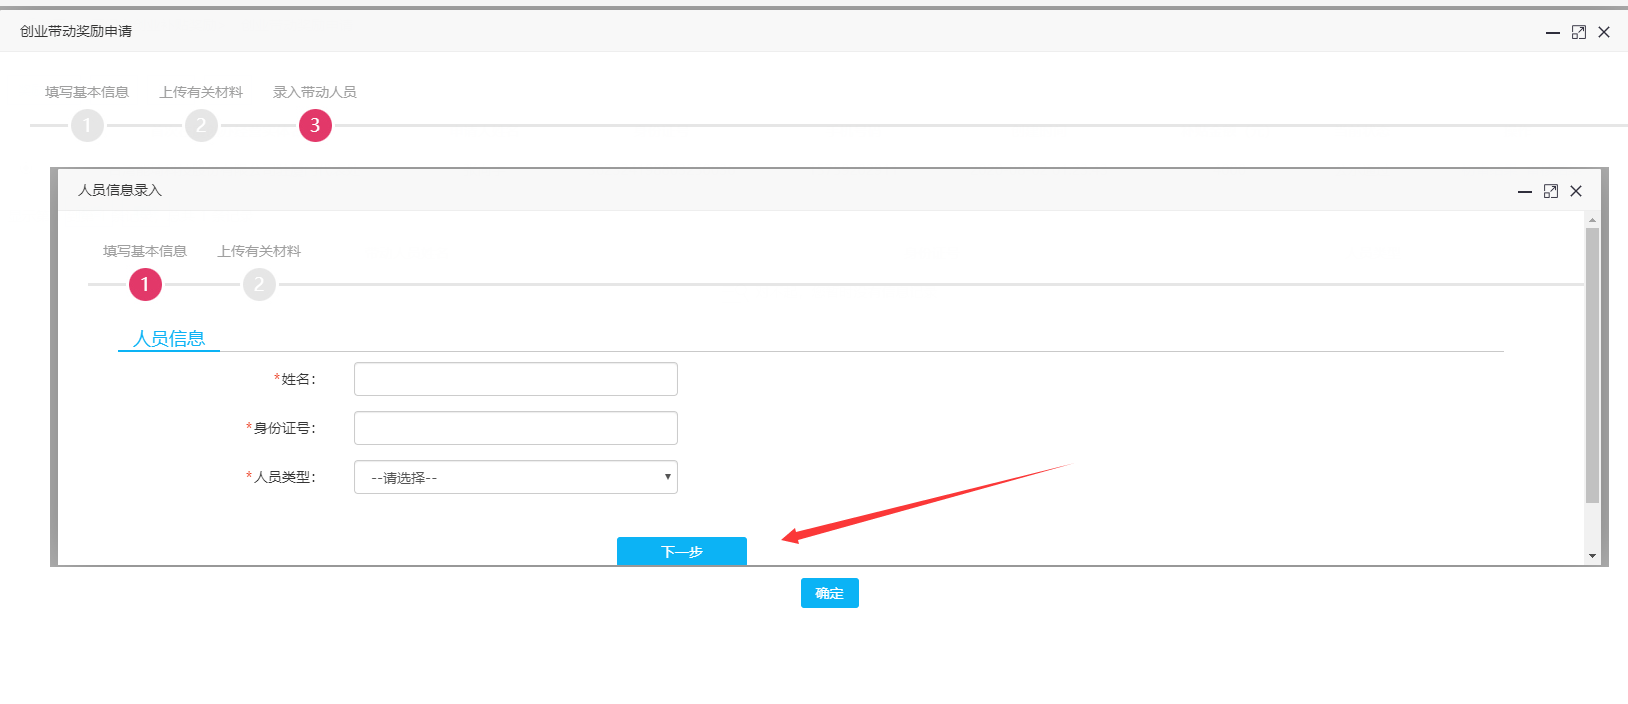 创业带动奖励申请
填写基本信息 上传有关材料 录入带动人员
1 2 3
人员信息录入
填写基本信息 上传有关材料
1 2
人员信息
*姓名：
*身份证号：
*人员类型： --请选择--
下一步
确定